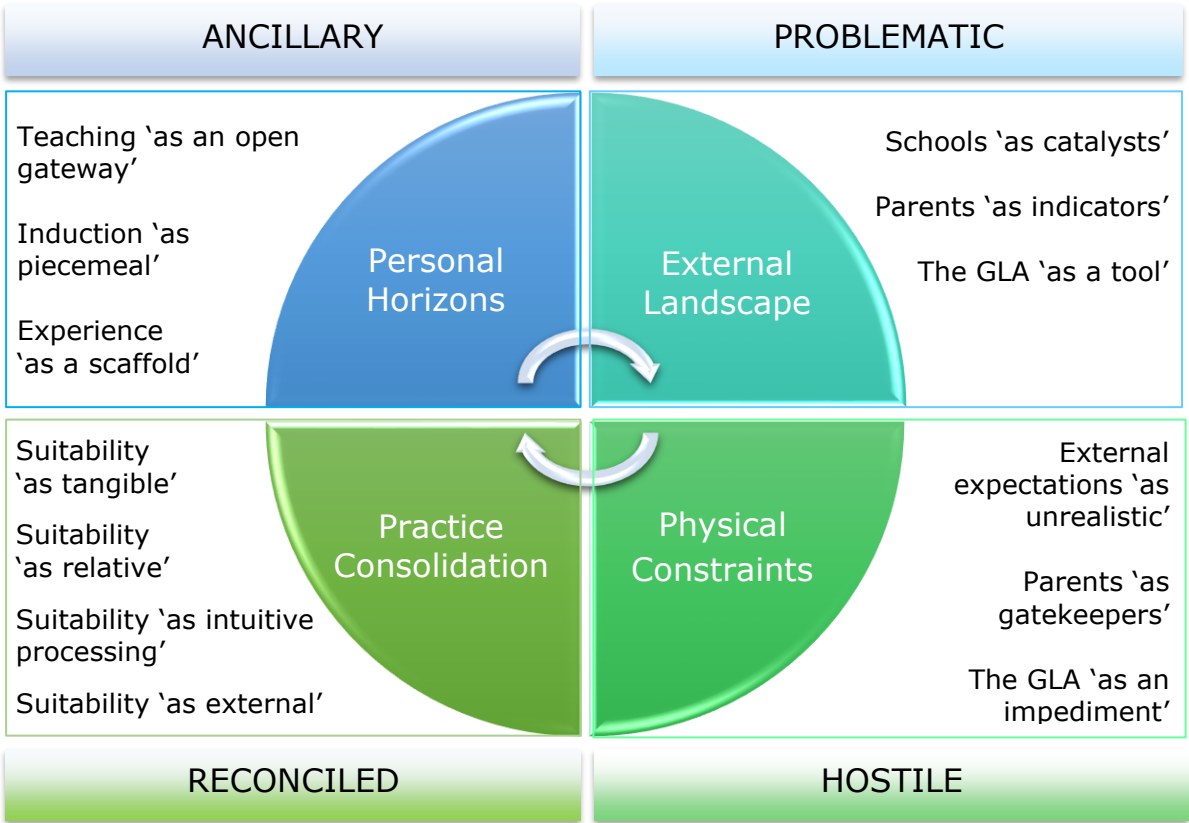 ANCILLARY
PROBLEMATIC
Teaching ‘as an open
gateway’
Induction ‘as
piecemeal’
Experience
‘as a scaffold’
Personal
Horizons
External
Landscape
Schools ‘as catalysts’
Parents ‘as indicators’
The GLA ‘as a tool’
Suitability
‘as tangible’
Suitability
‘as relative’
Suitability ‘as intuitive
processing’
Suitability ‘as external’
Practice
Consolidation
Physical
Constraints
External
expectations ‘as
unrealistic’
Parents ‘as
gatekeepers’
The GLA ‘as an
impediment’
RECONCILED
HOSTILE